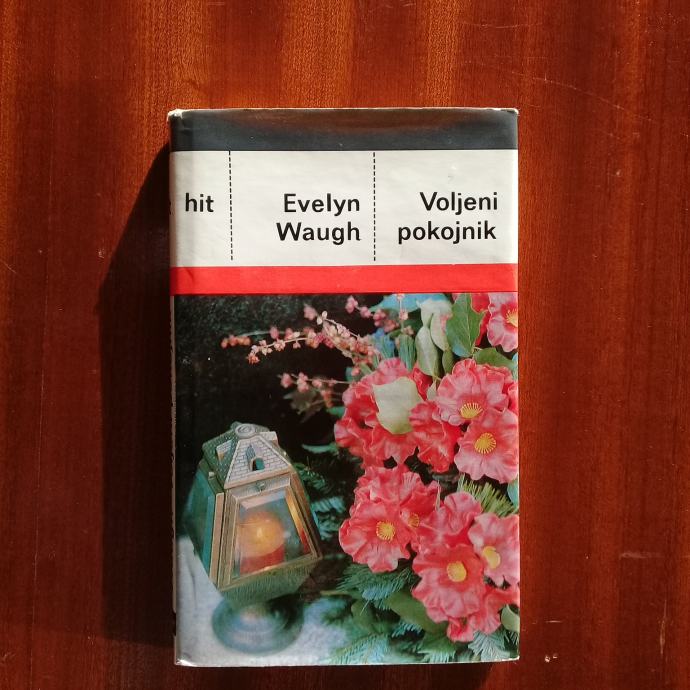 hit
Evelyn
Waugh
Voljeni
pokojnik